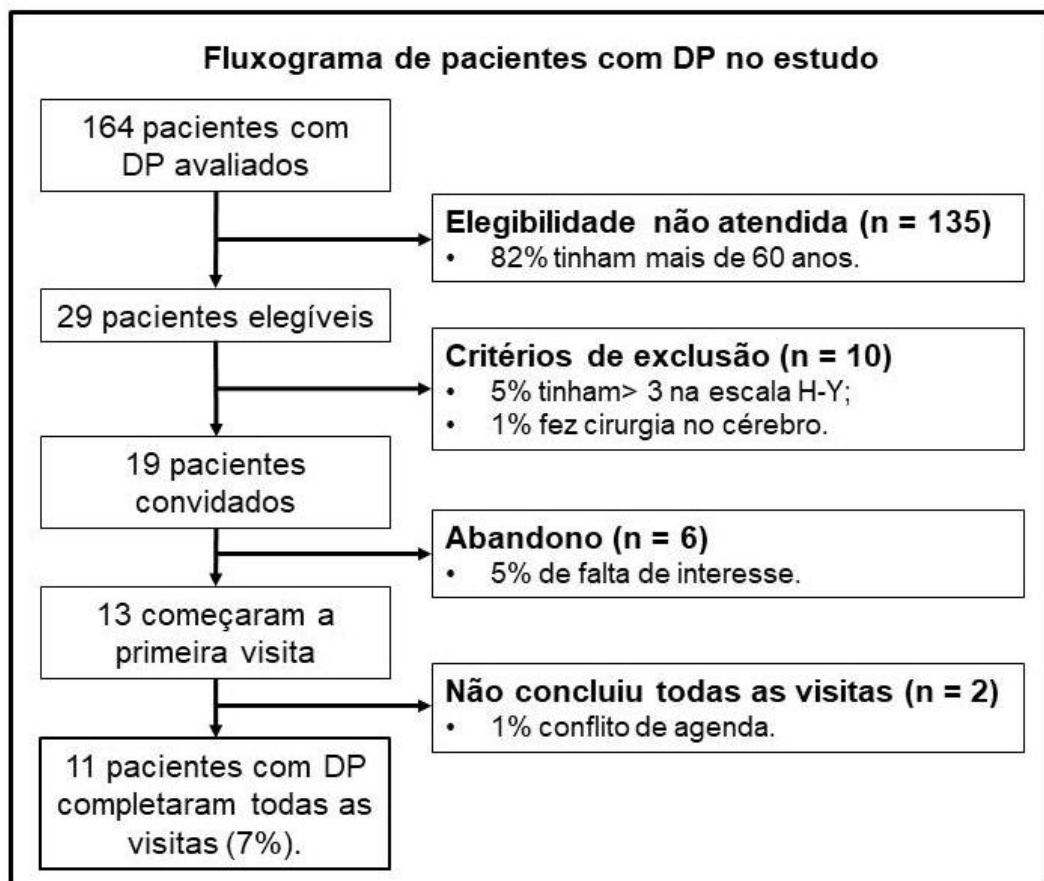 Fluxograma de pacientes com DP no estudo
164 pacientes com
DP avaliados
Elegibilidade não atendida (n = 135)
• 82% tinham mais de 60 anos.
29 pacientes elegíveis
Critérios de exclusão (n = 10)
• 5% tinham> 3 na escala H-Y;
• 1% fez cirurgia no cérebro.
19 pacientes
convidados
Abandono (n = 6)
• 5% de falta de interesse.
13 começaram a
primeira visita
Não concluiu todas as visitas (n = 2)
• 1% conflito de agenda.
11 pacientes com DP
completaram todas as
visitas (7%).